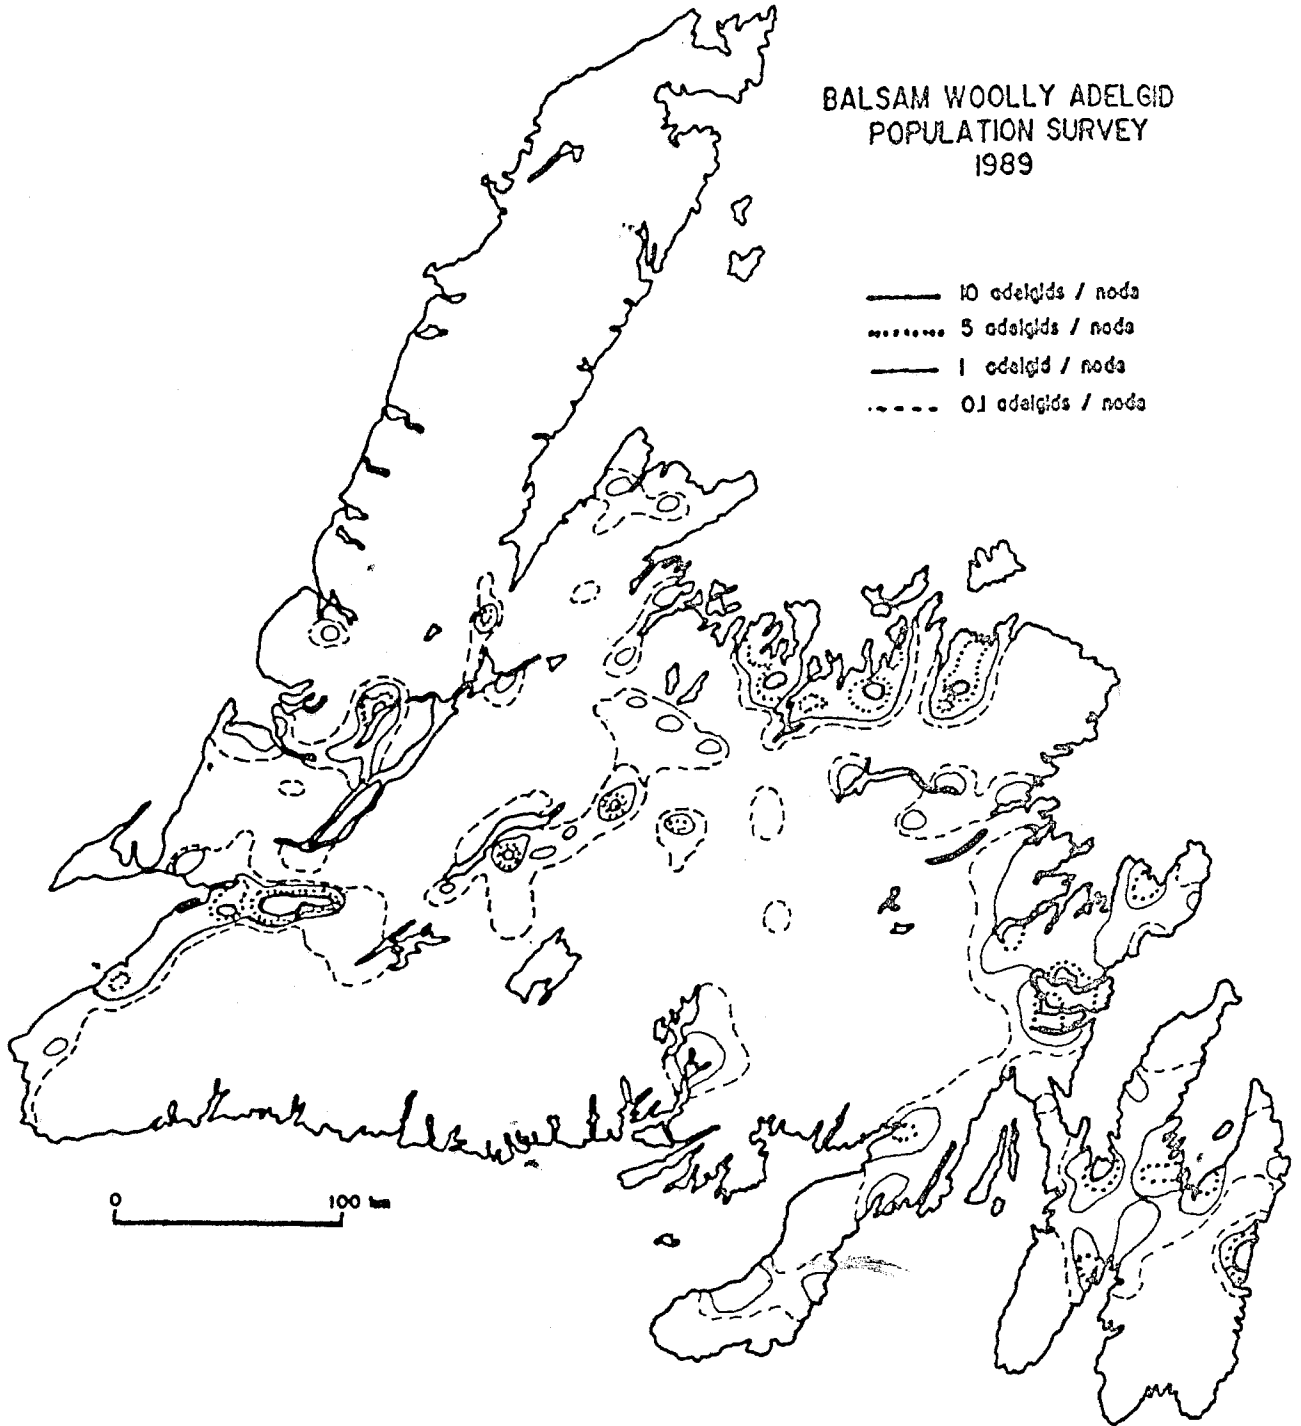 BALSAM WOOLLY ADELGID
POPULATION SURVEY
1989
10 adelgids / node
5 adelgids / node
1 adelgid / node
0.1 adelgids / node
0 100 km